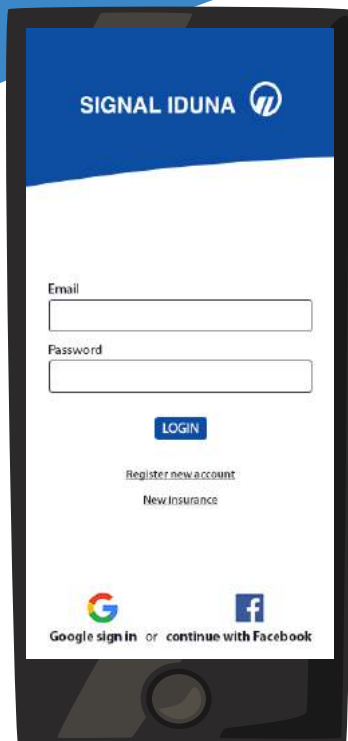 SIGNAL IDUNA
Email
Password
LOGIN
Register new account
New insurance
Google sign in or continue with Facebook